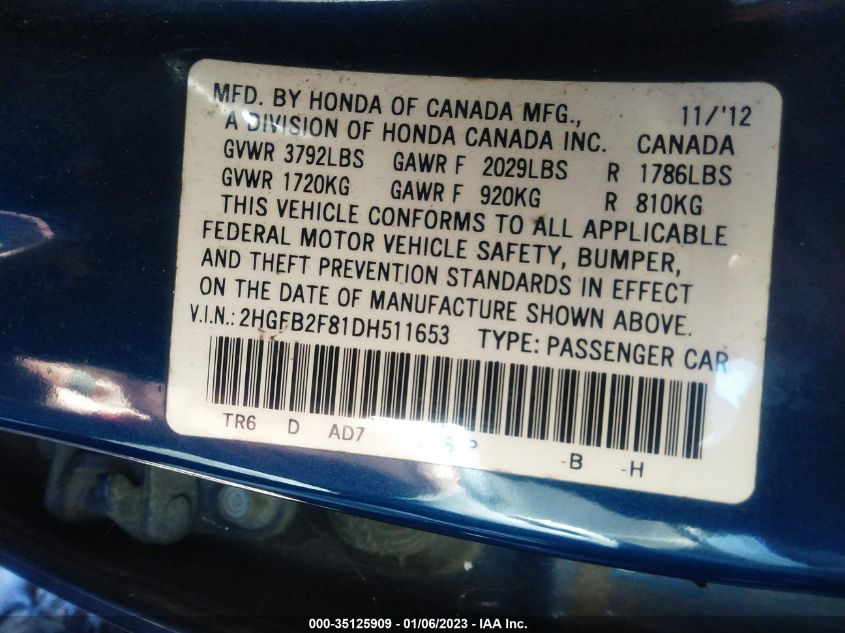 MFD. BY HONDA OF CANADA MFG., 11/'12
A DIVISION OF HONDA CANADA INC. CANADA
GVWR 3792LBS GAWR F 2029LBS R 1786LBS
GVWR 1720KG GAWR F 920KG R 810KG
THIS VEHICLE CONFORMS TO ALL APPLICABLE
FEDERAL MOTOR VEHICLE SAFETY, BUMPER,
AND THEFT PREVENTION STANDARDS IN EFFECT
ON THE DATE OF MANUFACTURE SHOWN ABOVE.
V.I.N.: 2HGFB2F81DH511653 TYPE: PASSENGER CAR
TR6 D AD7 -B -H
000-35125909 / 01/06/2023 - IAA Inc.